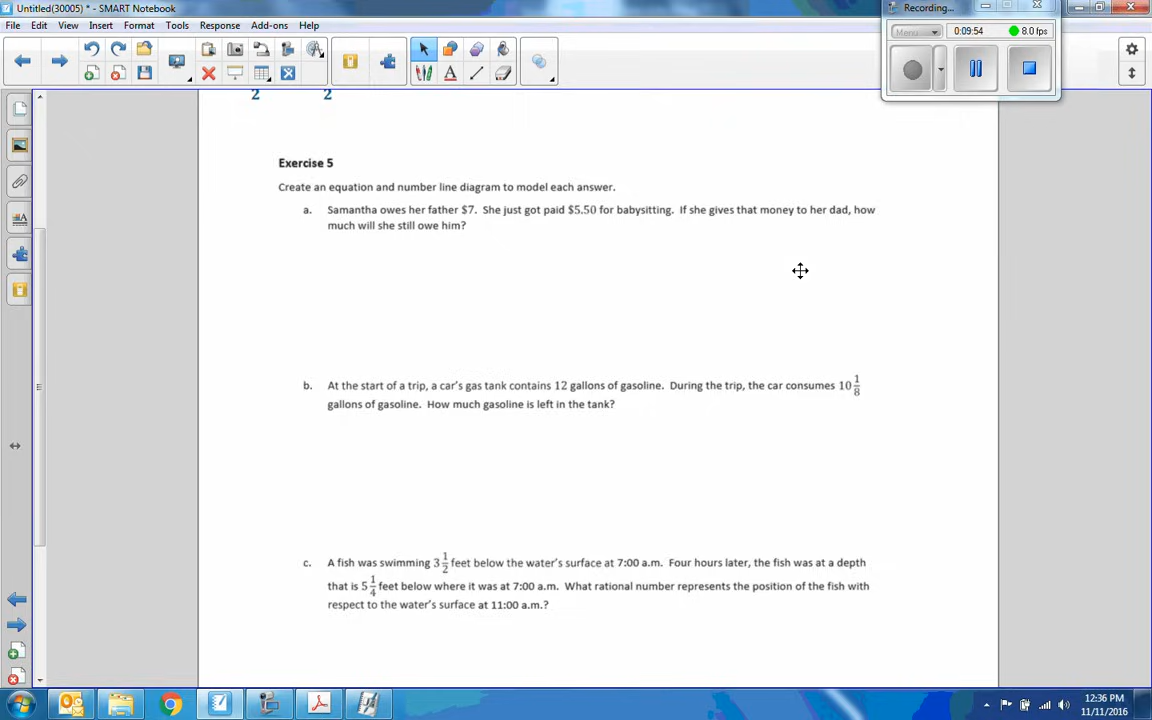 Untitled(30005) * - SMART Notebook
Recording...
File Edit View Insert Format Tools Response Add-ons Help
Menu 0:09:54 8.0 fps
2 2
Exercise 5
Create an equation and number line diagram to model each answer.
a. Samantha owes her father $7. She just got paid $5.50 for babysitting. If she gives that money to her dad, how
much will she still owe him?
b. At the start of a trip, a car's gas tank contains 12 gallons of gasoline. During the trip, the car consumes 10 1/8
gallons of gasoline. How much gasoline is left in the tank?
c. A fish was swimming 3 1/2 feet below the water's surface at 7:00 a.m. Four hours later, the fish was at a depth
that is 5 1/4 feet below where it was at 7:00 a.m. What rational number represents the position of the fish with
respect to the water's surface at 11:00 a.m.?
12:36 PM
11/11/2016